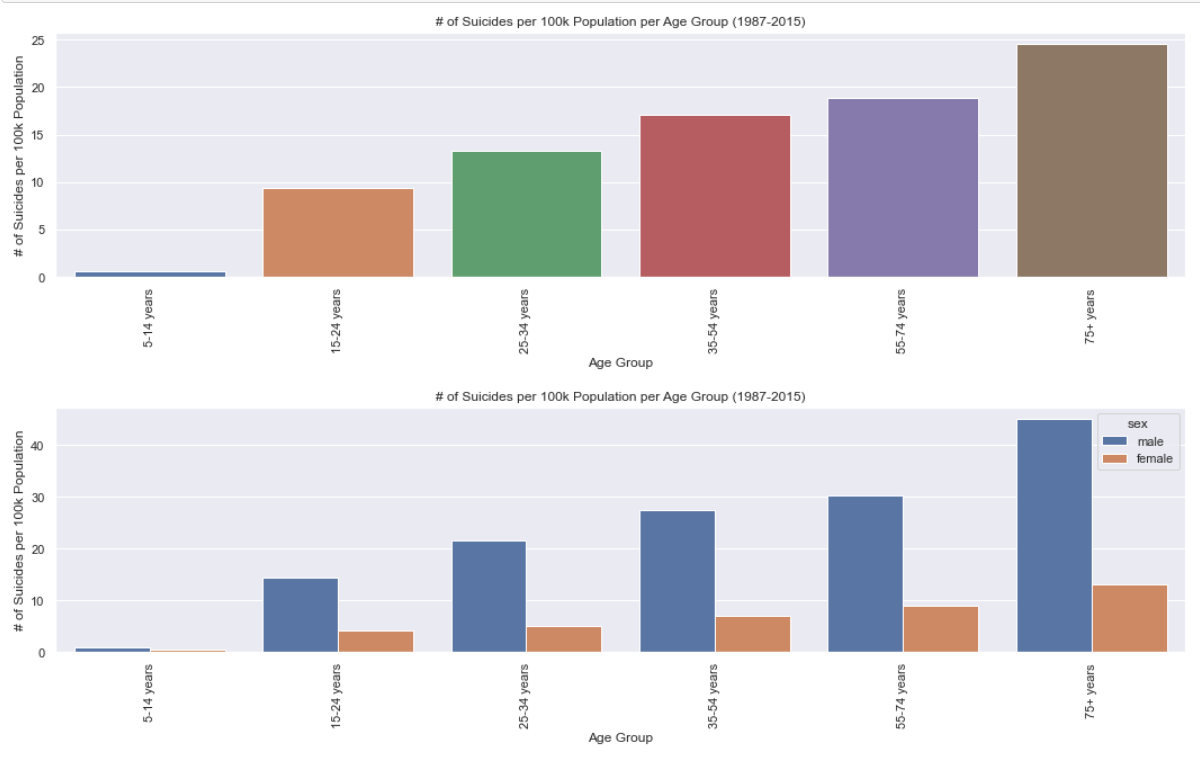 # of Suicides per 100k Population per Age Group (1987-2015)
# of Suicides per 100k Population
25
20
15
10
5
0
5-14 years
15-24 years
25-34 years
35-54 years
55-74 years
75+ years
Age Group
# of Suicides per 100k Population per Age Group (1987-2015)
# of Suicides per 100k Population
40
30
20
10
0
sex
male
female
5-14 years
15-24 years
25-34 years
35-54 years
55-74 years
75+ years
Age Group